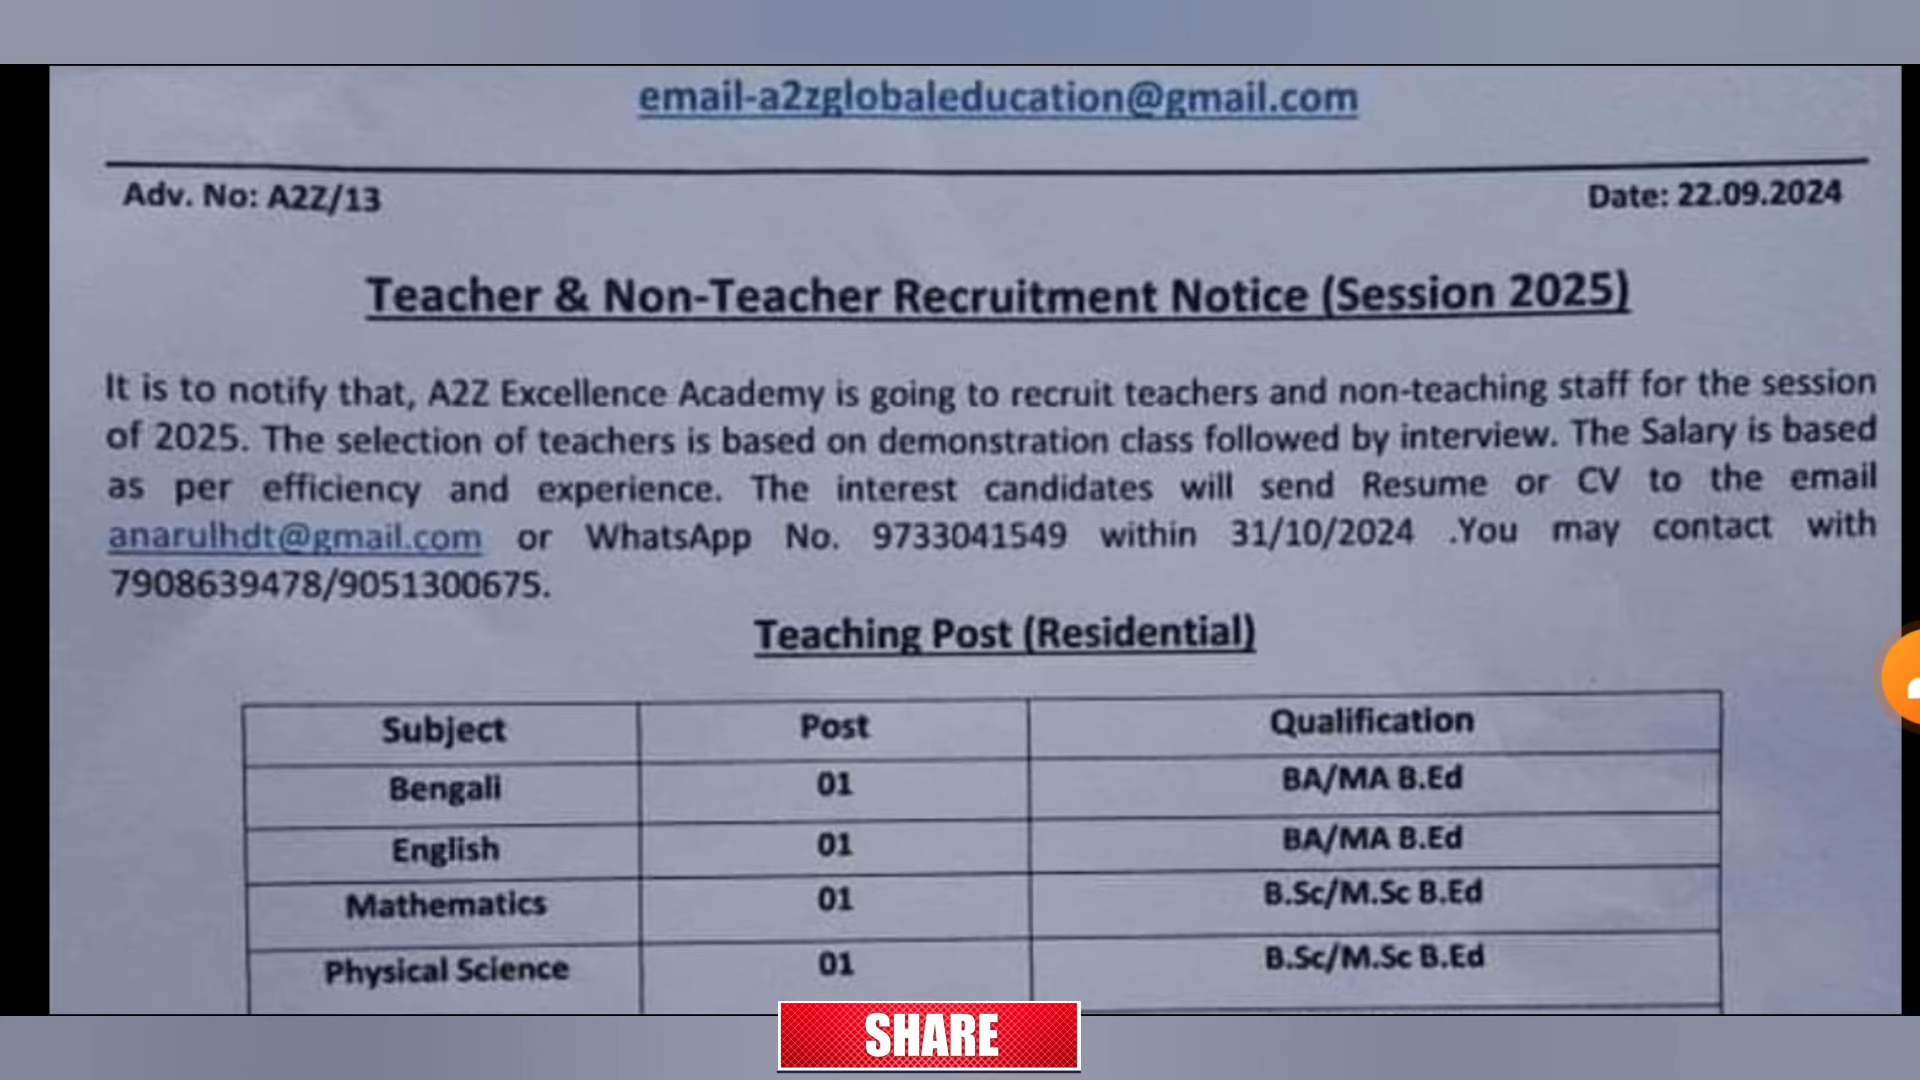 email-a2zglobaleducation@gmail.com
Adv. No: A2Z/13
Date: 22.09.2024
Teacher & Non-Teacher Recruitment Notice (Session 2025)
It is to notify that, A2Z Excellence Academy is going to recruit teachers and non-teaching staff for the session
of 2025. The selection of teachers is based on demonstration class followed by interview. The Salary is based
as per efficiency and experience. The interest candidates will send Resume or CV to the email
anarulhdt@gmail.com or WhatsApp No. 9733041549 within 31/10/2024 .You may contact with
7908639478/9051300675.
Teaching Post (Residential)
Subject Post Qualification
Bengali 01 BA/MA B.Ed
English 01 BA/MA B.Ed
Mathematics 01 B.Sc/M.Sc B.Ed
Physical Science 01 B.Sc/M.Sc B.Ed
SHARE